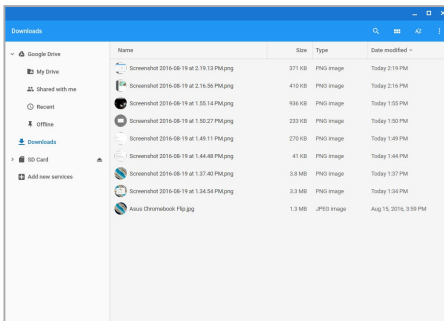 Downloads
Google Drive
My Drive
Shared with me
Recent
Offline
Downloads
SD Card
Add new services
Name Size Type Date modified
Screenshot 2016-08-19 at 2.19.13 PM.png 371 KB PNG image Today 2:19 PM
Screenshot 2016-08-19 at 2.16.56 PM.png 410 KB PNG image Today 2:16 PM
Screenshot 2016-08-19 at 1.55.14 PM.png 936 KB PNG image Today 1:55 PM
Screenshot 2016-08-19 at 1.50.27 PM.png 233 KB PNG image Today 1:50 PM
Screenshot 2016-08-19 at 1.49.11 PM.png 270 KB PNG image Today 1:49 PM
Screenshot 2016-08-19 at 1.44.48 PM.png 41 KB PNG image Today 1:44 PM
Screenshot 2016-08-19 at 1.37.40 PM.png 3.8 MB PNG image Today 1:37 PM
Screenshot 2016-08-19 at 1.34.54 PM.png 3.3 MB PNG image Today 1:34 PM
Asus Chromebook Flip.jpg 1.3 MB JPEG image Aug 15, 2016, 3:59 PM